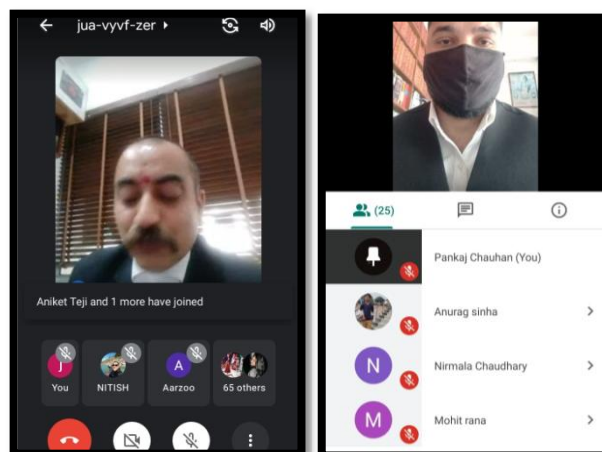 jua-vyvf-zer
Aniket Teji and 1 more have joined
J
A
You
NITISH
Aarzoo
65 others
(25)
Pankaj Chauhan (You)
Anurag sinha
N
Nirmala Chaudhary
M
Mohit rana